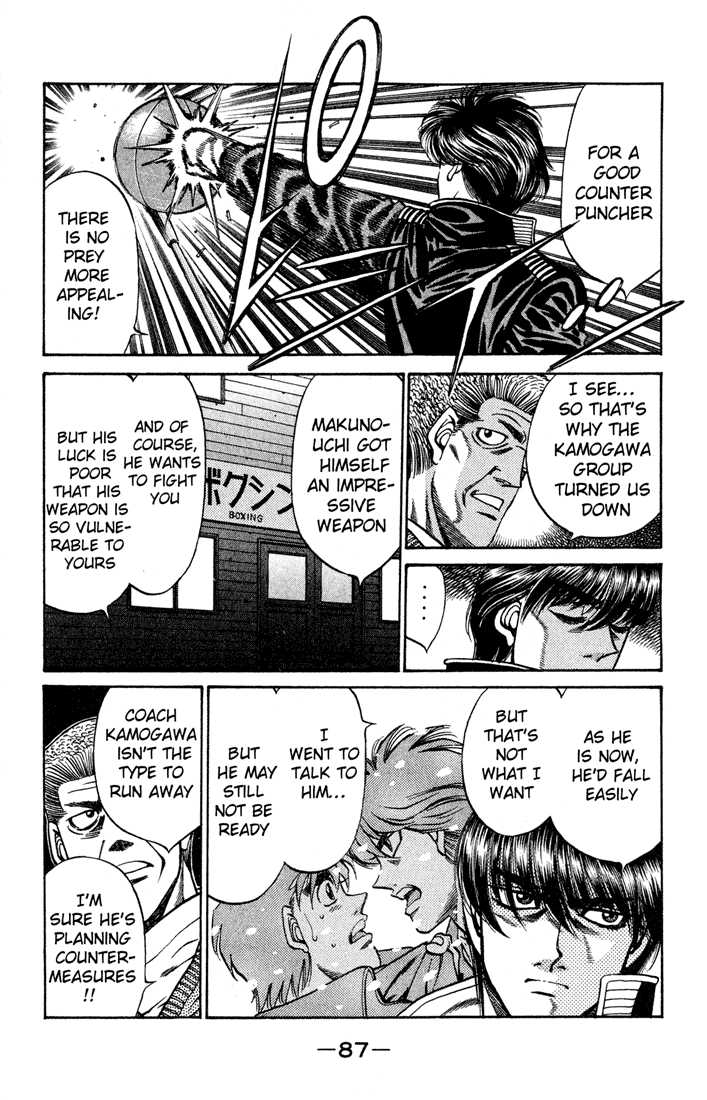 FOR A
GOOD
COUNTER
PUNCHER
THERE
IS NO
PREY
MORE
APPEAL-
ING!
I SEE...
SO THAT'S
WHY THE
KAMOGAWA
GROUP
TURNED US
DOWN
MAKUNO-
UCHI GOT
HIMSELF
AN IMPRE-
SSIVE
WEAPON
AND OF
COURSE,
HE WANTS
TO FIGHT
YOU
BUT HIS
LUCK IS
POOR
THAT HIS
WEAPON IS
SO VULNE-
RABLE TO
YOURS
ボクシン
BOXING
....
AS HE
IS NOW,
HE'D FALL
EASILY
BUT
THAT'S
NOT
WHAT I
WANT
I
WENT TO
TALK TO
HIM...
BUT
HE MAY
STILL
NOT BE
READY
COACH
KAMOGAWA
ISN'T THE
TYPE TO
RUN AWAY
I'M
SURE HE'S
PLANNING
COUNTER-
MEASURES
!!
—87—